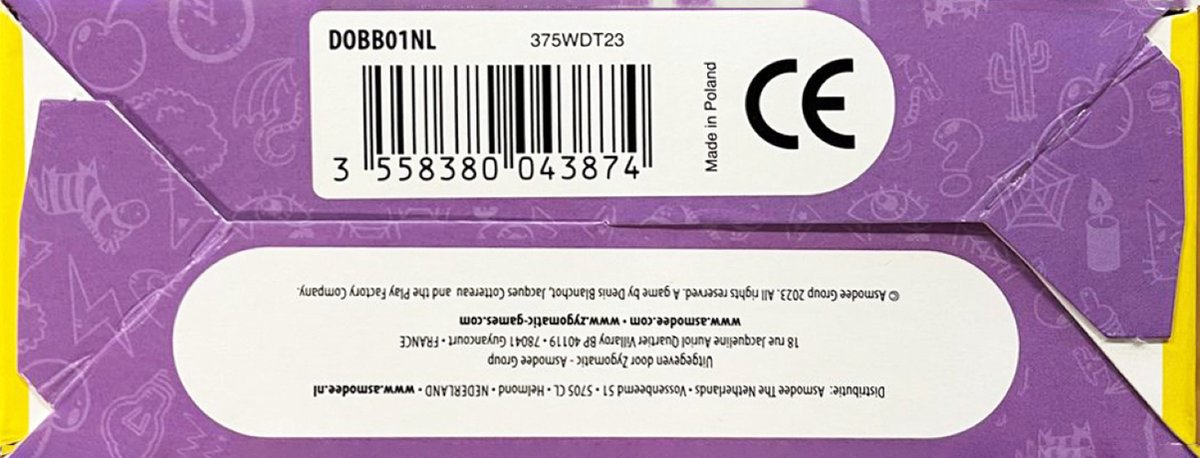 DOBB01NL
375WDT23
3 558380 043874
Made in Poland
CE
© Asmodee Group 2023. All rights reserved. A game by Denis Blanchot, Jacques Cottereau and the Play Factory Company.
www.asmodee.com • www.zygomatic-games.com
18 rue Jacqueline Auriol Quartier Villaroy BP 40119 • 78041 Guyancourt • FRANCE
Uitgegeven door Zygomatic - Asmodee Group
Distributie: Asmodee The Netherlands • Vossenbeemd 51 • 5705 CL • Helmond • NEDERLAND • www.asmodee.nl